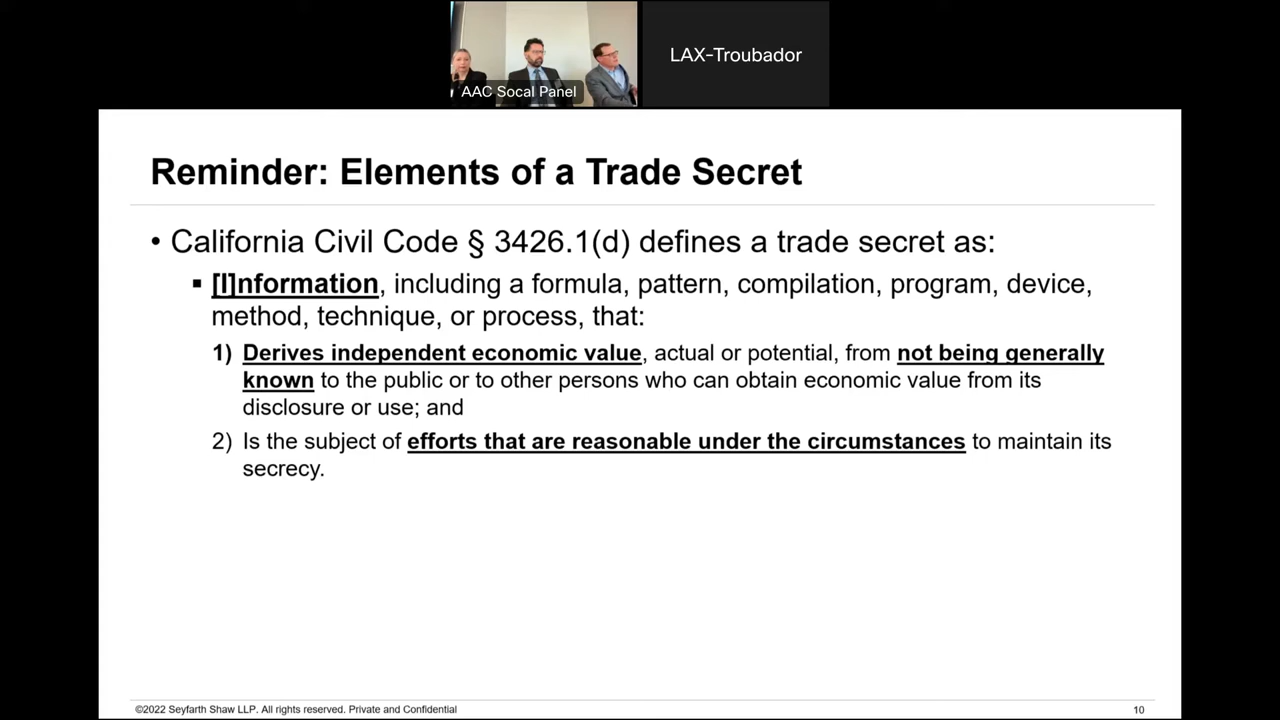 AAC Socal Panel
LAX-Troubador
Reminder: Elements of a Trade Secret
• California Civil Code § 3426.1(d) defines a trade secret as:
▪ [I]nformation, including a formula, pattern, compilation, program, device,
method, technique, or process, that:
1) Derives independent economic value, actual or potential, from not being generally
known to the public or to other persons who can obtain economic value from its
disclosure or use; and
2) Is the subject of efforts that are reasonable under the circumstances to maintain its
secrecy.
©2022 Seyfarth Shaw LLP. All rights reserved. Private and Confidential
10